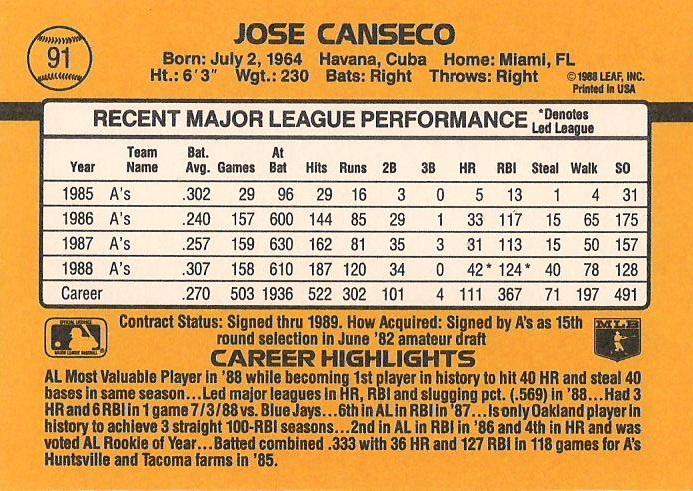 91
JOSE CANSECO
Born: July 2, 1964 Havana, Cuba Home: Miami, FL
Ht.: 6' 3" Wgt.: 230 Bats: Right Throws: Right
©1988 LEAF, INC.
Printed in USA
RECENT MAJOR LEAGUE PERFORMANCE *Denotes Led League
Year Team Name Bat. Avg. Games At Bat Hits Runs 2B 3B HR RBI Steal Walk SO
1985 A's .302 29 96 29 16 3 0 5 13 1 4 31
1986 A's .240 157 600 144 85 29 1 33 117 15 65 175
1987 A's .257 159 630 162 81 35 3 31 113 15 50 157
1988 A's .307 158 610 187 120 34 0 42* 124* 40 78 128
Career .270 503 1936 522 302 101 4 111 367 71 197 491
OFFICIAL LICENSEE
MAJOR LEAGUE BASEBALL
Contract Status: Signed thru 1989. How Acquired: Signed by A's as 15th
round selection in June '82 amateur draft
MLB
CAREER HIGHLIGHTS
AL Most Valuable Player in '88 while becoming 1st player in history to hit 40 HR and steal 40
bases in same season...Led major leagues in HR, RBI and slugging pct. (.569) in '88...Had 3
HR and 6 RBI in 1 game 7/3/88 vs. Blue Jays...6th in AL in RBI in '87...Is only Oakland player in
history to achieve 3 straight 100-RBI seasons...2nd in AL in RBI in '86 and 4th in HR and was
voted AL Rookie of Year...Batted combined .333 with 36 HR and 127 RBI in 118 games for A's
Huntsville and Tacoma farms in '85.